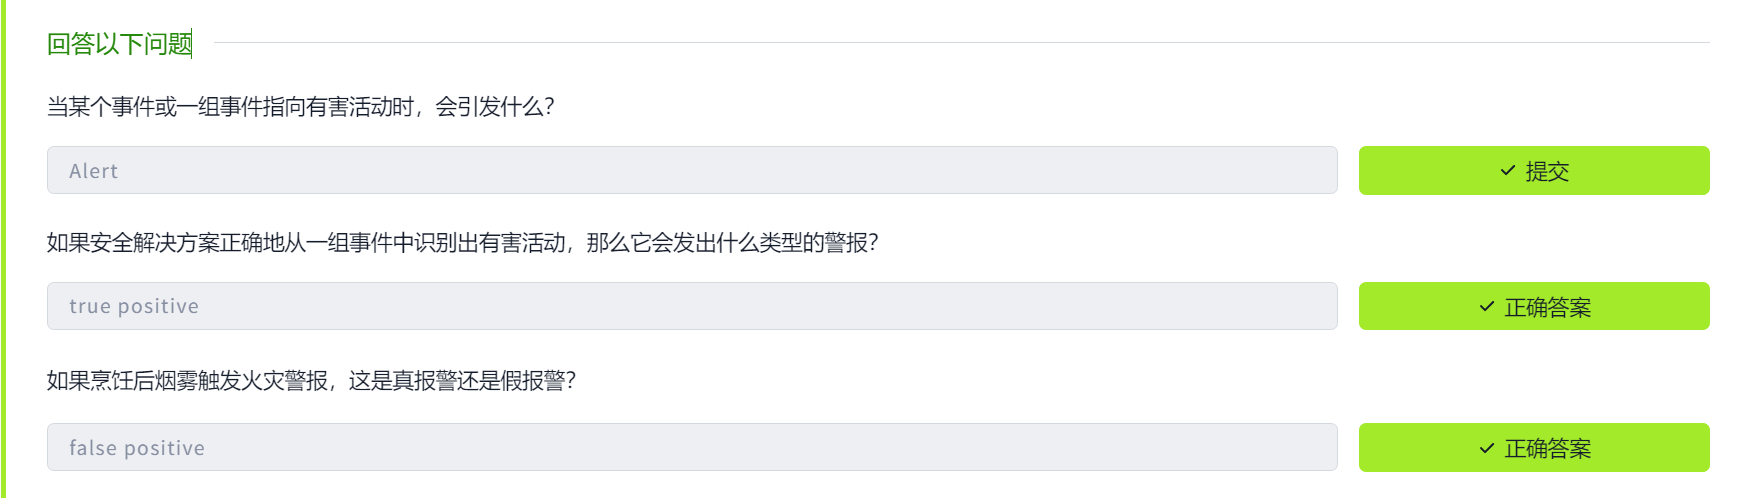 回答以下问题
当某个事件或一组事件指向有害活动时，会引发什么？
Alert
提交
如果安全解决方案正确地从一组事件中识别出有害活动，那么它会发出什么类型的警报？
true positive
正确答案
如果烹饪后烟雾触发火灾警报，这是真报警还是假报警？
false positive
正确答案